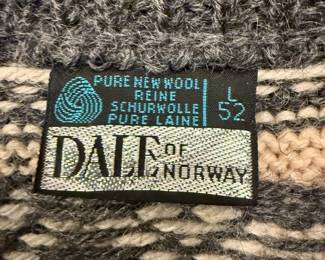 PURE NEW WOOL
REINE
SCHURWOLLE
PURE LAINE
L
52
DALE OF
NORWAY